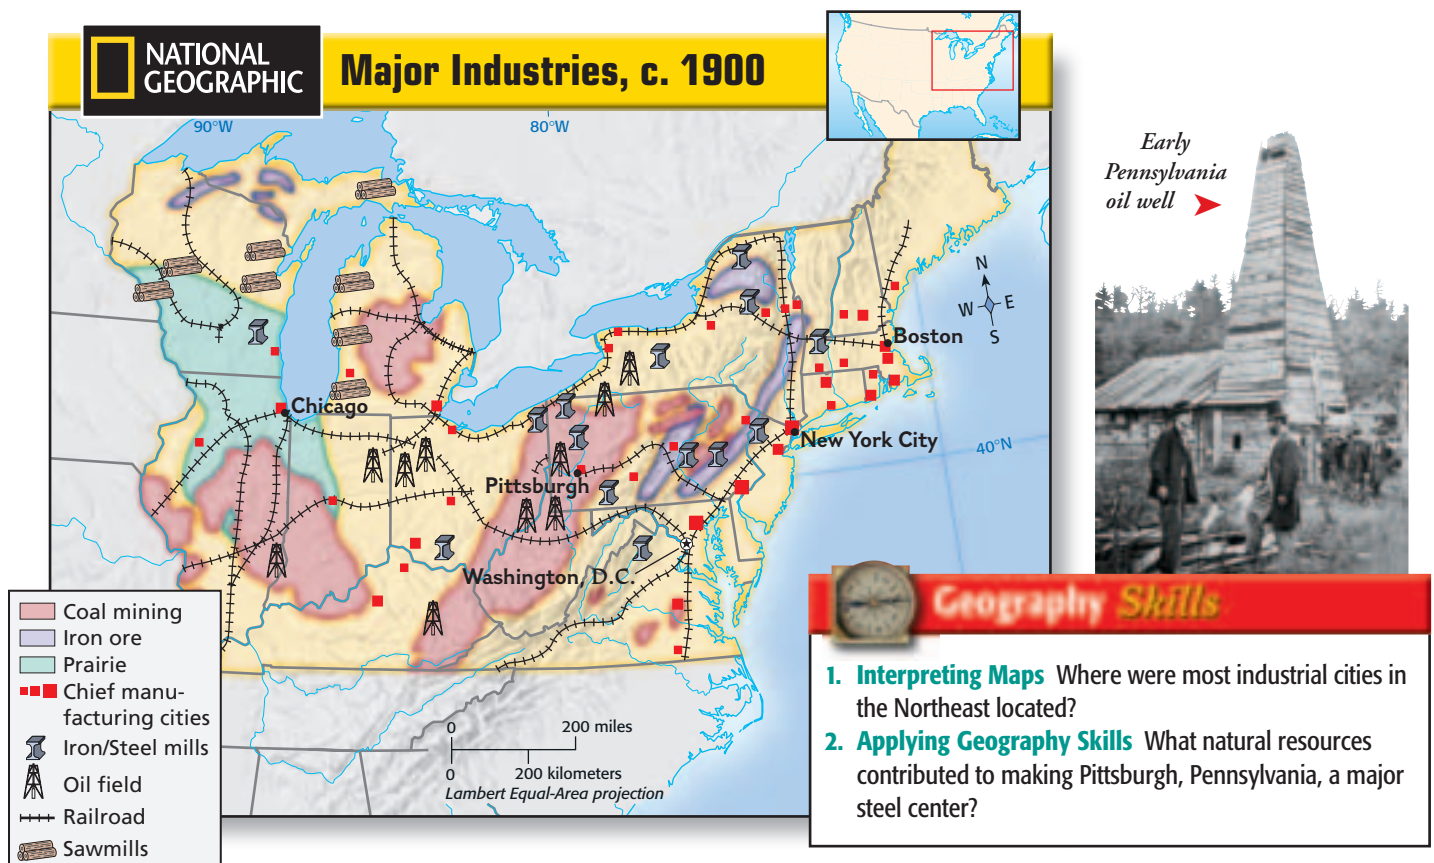 NATIONAL
GEOGRAPHIC
Major Industries, c. 1900
90°W
80°W
Early
Pennsylvania
oil well
N
W
E
S
Boston
Chicago
New York City
40°N
Pittsburgh
Washington, D.C.
Coal mining
Iron ore
Prairie
Chief manu-
facturing cities
Iron/Steel mills
Oil field
Railroad
Sawmills
0
200 miles
0
200 kilometers
Lambert Equal-Area projection
Geography Skills
1. Interpreting Maps Where were most industrial cities in
the Northeast located?
2. Applying Geography Skills What natural resources
contributed to making Pittsburgh, Pennsylvania, a major
steel center?